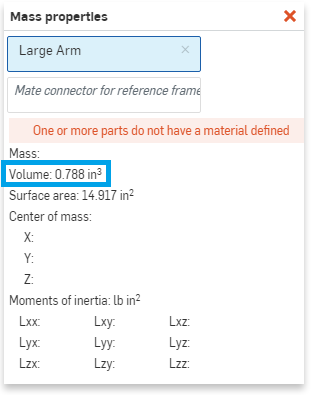 Mass properties
Large Arm
Mate connector for reference frame
One or more parts do not have a material defined
Mass:
Volume: 0.788 in³
Surface area: 14.917 in²
Center of mass:
X:
Y:
Z:
Moments of inertia: lb in²
Lxx: Lxy: Lxz:
Lyx: Lyy: Lyz:
Lzx: Lzy: Lzz: